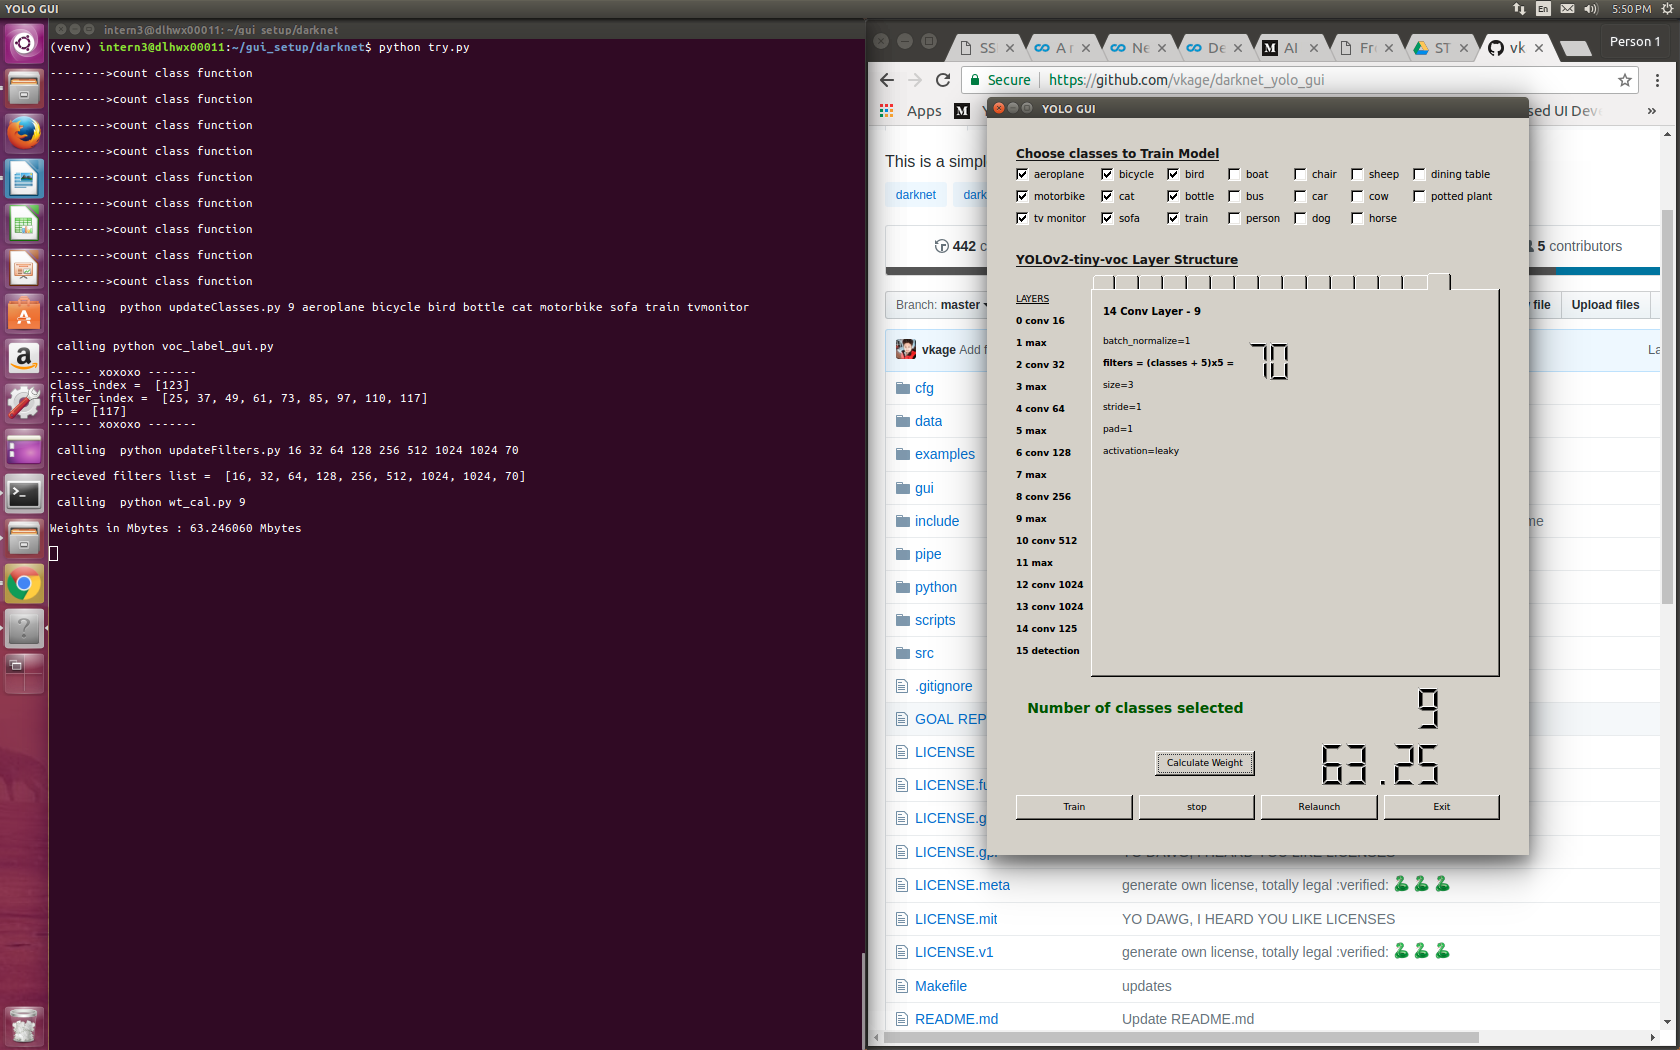 YOLO GUI
En
5:50 PM
intern3@dlhwx00011: ~/gui_setup/darknet
(venv) intern3@dlhwx00011:~/gui_setup/darknet$ python try.py
-------->count class function
-------->count class function
-------->count class function
-------->count class function
-------->count class function
-------->count class function
-------->count class function
-------->count class function
-------->count class function
calling  python updateClasses.py 9 aeroplane bicycle bird bottle cat motorbike sofa train tvmonitor
calling python voc_label_gui.py
------ xoxoxo -------
class_index =  [123]
filter_index =  [25, 37, 49, 61, 73, 85, 97, 110, 117]
fp =  [117]
------ xoxoxo -------
calling  python updateFilters.py 16 32 64 128 256 512 1024 1024 70
recieved filters list =  [16, 32, 64, 128, 256, 512, 1024, 1024, 70]
calling  python wt_cal.py 9
Weights in Mbytes : 63.246060 Mbytes
SS
A r
Ne
De
AI
Fr
ST
vk
Person 1
Secure
https://github.com/vkage/darknet_yolo_gui
Apps
sed UI Dev
»
This is a simpl
darknet
dark
442 c
5 contributors
Branch: master
file
Upload files
vkage Add f
La
cfg
data
examples
gui
include
me
pipe
python
scripts
src
.gitignore
GOAL REP
LICENSE
LICENSE.fu
LICENSE.g
LICENSE.gpl
YO DAWG, I HEARD YOU LIKE LICENSES
LICENSE.meta
generate own license, totally legal :verified:
LICENSE.mit
YO DAWG, I HEARD YOU LIKE LICENSES
LICENSE.v1
generate own license, totally legal :verified:
Makefile
updates
README.md
Update README.md
YOLO GUI
Choose classes to Train Model
aeroplane bicycle bird boat chair sheep dining table
motorbike cat bottle bus car cow potted plant
tv monitor sofa train person dog horse
YOLOv2-tiny-voc Layer Structure
LAYERS
0 conv 16
1 max
2 conv 32
3 max
4 conv 64
5 max
6 conv 128
7 max
8 conv 256
9 max
10 conv 512
11 max
12 conv 1024
13 conv 1024
14 conv 125
15 detection
14 Conv Layer - 9
batch_normalize=1
filters = (classes + 5)x5 = 70
size=3
stride=1
pad=1
activation=leaky
Number of classes selected 9
Calculate Weight 63.25
Train stop Relaunch Exit